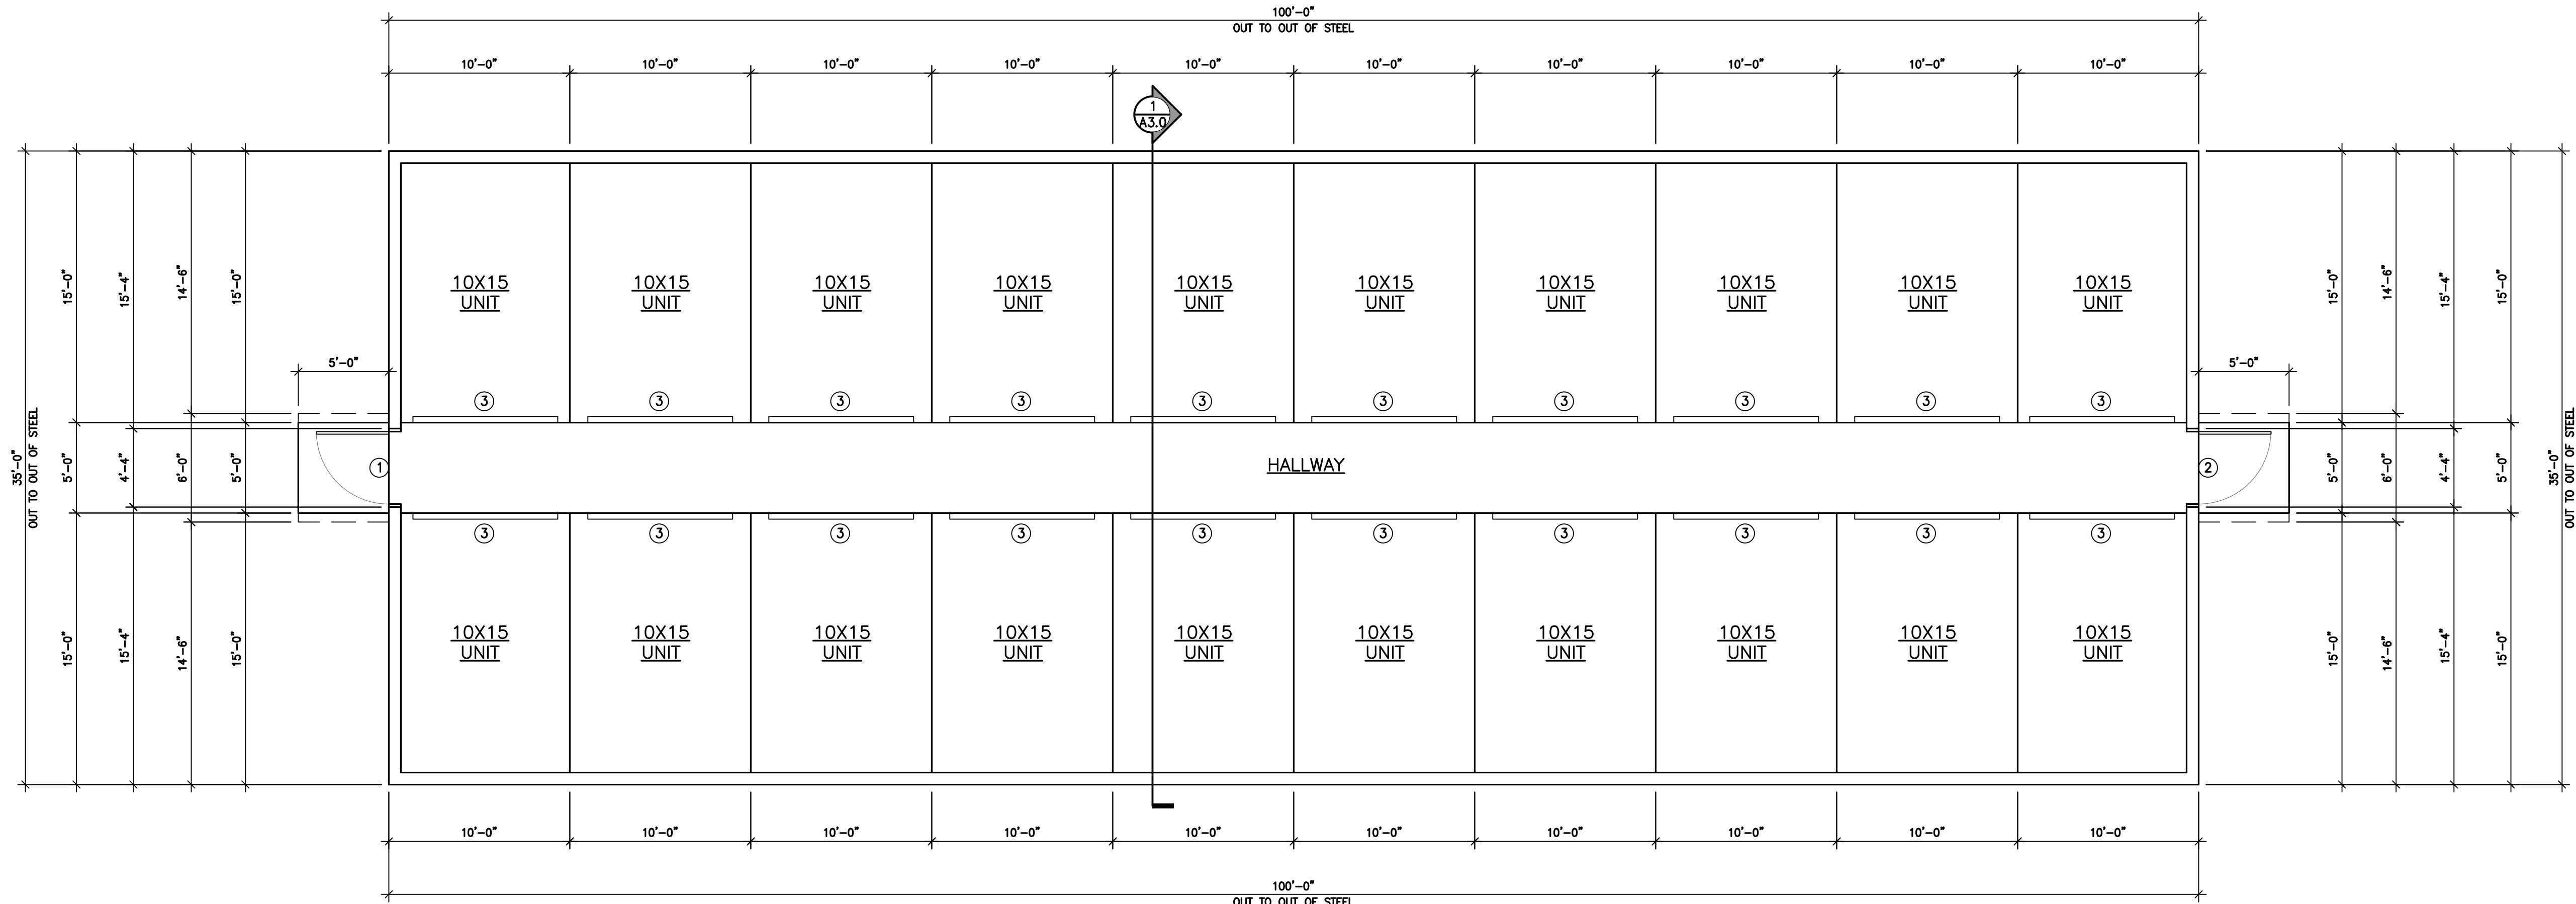 100'-0"
OUT TO OUT OF STEEL
10'-0" 10'-0" 10'-0" 10'-0" 10'-0" 10'-0" 10'-0" 10'-0" 10'-0" 10'-0"
1
A3.0
15'-0" 15'-4" 14'-6" 15'-0"
10X15 10X15 10X15 10X15 10X15 10X15 10X15 10X15 10X15 10X15
UNIT UNIT UNIT UNIT UNIT UNIT UNIT UNIT UNIT UNIT
15'-0" 14'-6" 15'-4" 15'-0"
5'-0" 5'-0"
3 3 3 3 3 3 3 3 3 3
35'-0"
OUT TO OUT OF STEEL
5'-0" 4'-4" 6'-0" 5'-0"
1 HALLWAY 2
5'-0" 6'-0" 4'-4" 5'-0"
35'-0"
OUT TO OUT OF STEEL
3 3 3 3 3 3 3 3 3 3
15'-0" 15'-4" 14'-6" 15'-0"
10X15 10X15 10X15 10X15 10X15 10X15 10X15 10X15 10X15 10X15
UNIT UNIT UNIT UNIT UNIT UNIT UNIT UNIT UNIT UNIT
15'-0" 14'-6" 15'-4" 15'-0"
10'-0" 10'-0" 10'-0" 10'-0" 10'-0" 10'-0" 10'-0" 10'-0" 10'-0" 10'-0"
100'-0"
OUT TO OUT OF STEEL